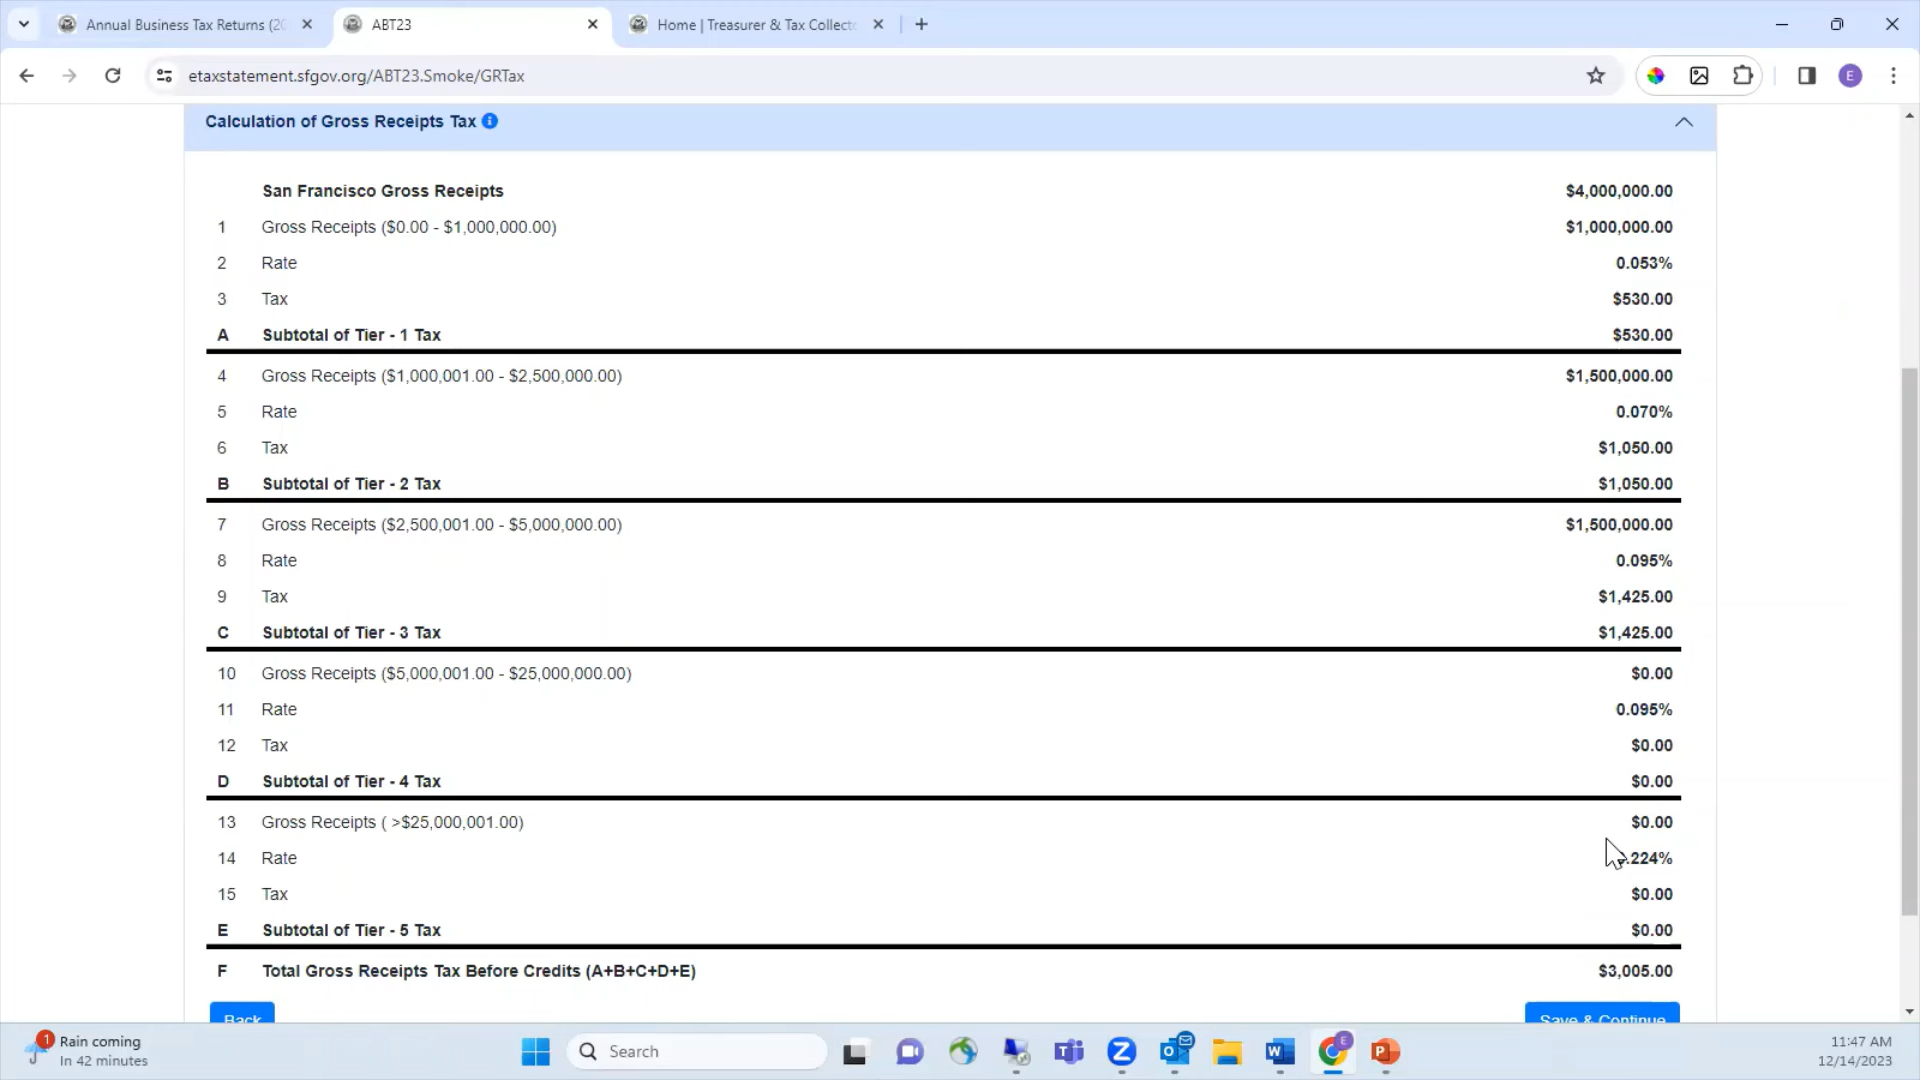 Annual Business Tax Returns (20
ABT23
Home | Treasurer & Tax Collecto
etaxstatement.sfgov.org/ABT23.Smoke/GRTax
E
Calculation of Gross Receipts Tax
San Francisco Gross Receipts $4,000,000.00
1 Gross Receipts ($0.00 - $1,000,000.00) $1,000,000.00
2 Rate 0.053%
3 Tax $530.00
A Subtotal of Tier - 1 Tax $530.00
4 Gross Receipts ($1,000,001.00 - $2,500,000.00) $1,500,000.00
5 Rate 0.070%
6 Tax $1,050.00
B Subtotal of Tier - 2 Tax $1,050.00
7 Gross Receipts ($2,500,001.00 - $5,000,000.00) $1,500,000.00
8 Rate 0.095%
9 Tax $1,425.00
C Subtotal of Tier - 3 Tax $1,425.00
10 Gross Receipts ($5,000,001.00 - $25,000,000.00) $0.00
11 Rate 0.095%
12 Tax $0.00
D Subtotal of Tier - 4 Tax $0.00
13 Gross Receipts ( >$25,000,001.00) $0.00
14 Rate .224%
15 Tax $0.00
E Subtotal of Tier - 5 Tax $0.00
F Total Gross Receipts Tax Before Credits (A+B+C+D+E) $3,005.00
Back Save & Continue
1 Rain coming
In 42 minutes
Search
11:47 AM
12/14/2023